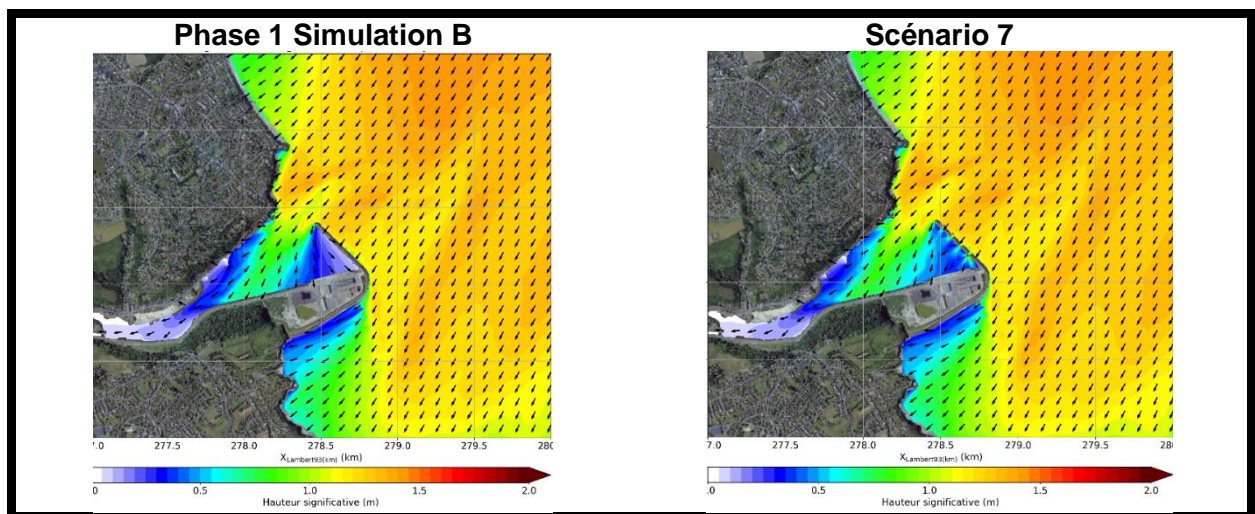 Phase 1 Simulation B
7.0 277.5 278.0 278.5 279.0 279.5 280
XLambert93(km) (km)
.0 0.5 1.0 1.5 2.0
Hauteur significative (m)
Scénario 7
7.0 277.5 278.0 278.5 279.0 279.5 28
XLambert93(km) (km)
.0 0.5 1.0 1.5 2.0
Hauteur significative (m)